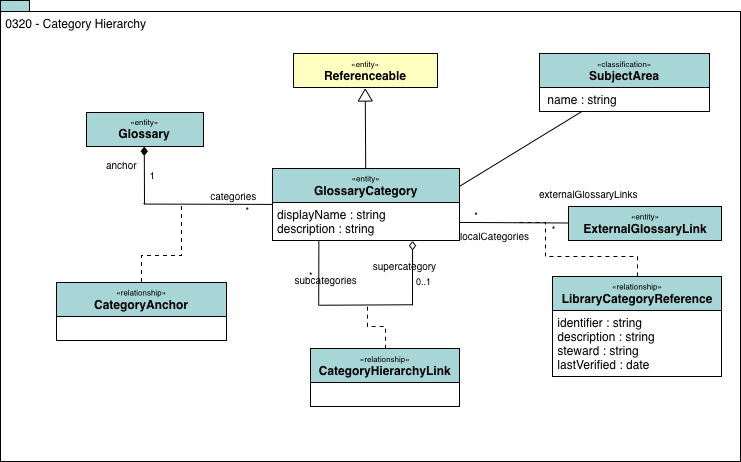 0320 - Category Hierarchy
«entity»
Referenceable
«classification»
SubjectArea
name : string
«entity»
Glossary
anchor
1
categories
*
«entity»
GlossaryCategory
displayName : string
description : string
externalGlossaryLinks
*
*
localCategories
«entity»
ExternalGlossaryLink
*
subcategories
supercategory
0..1
«relationship»
CategoryAnchor
«relationship»
LibraryCategoryReference
identifier : string
description : string
steward : string
lastVerified : date
«relationship»
CategoryHierarchyLink